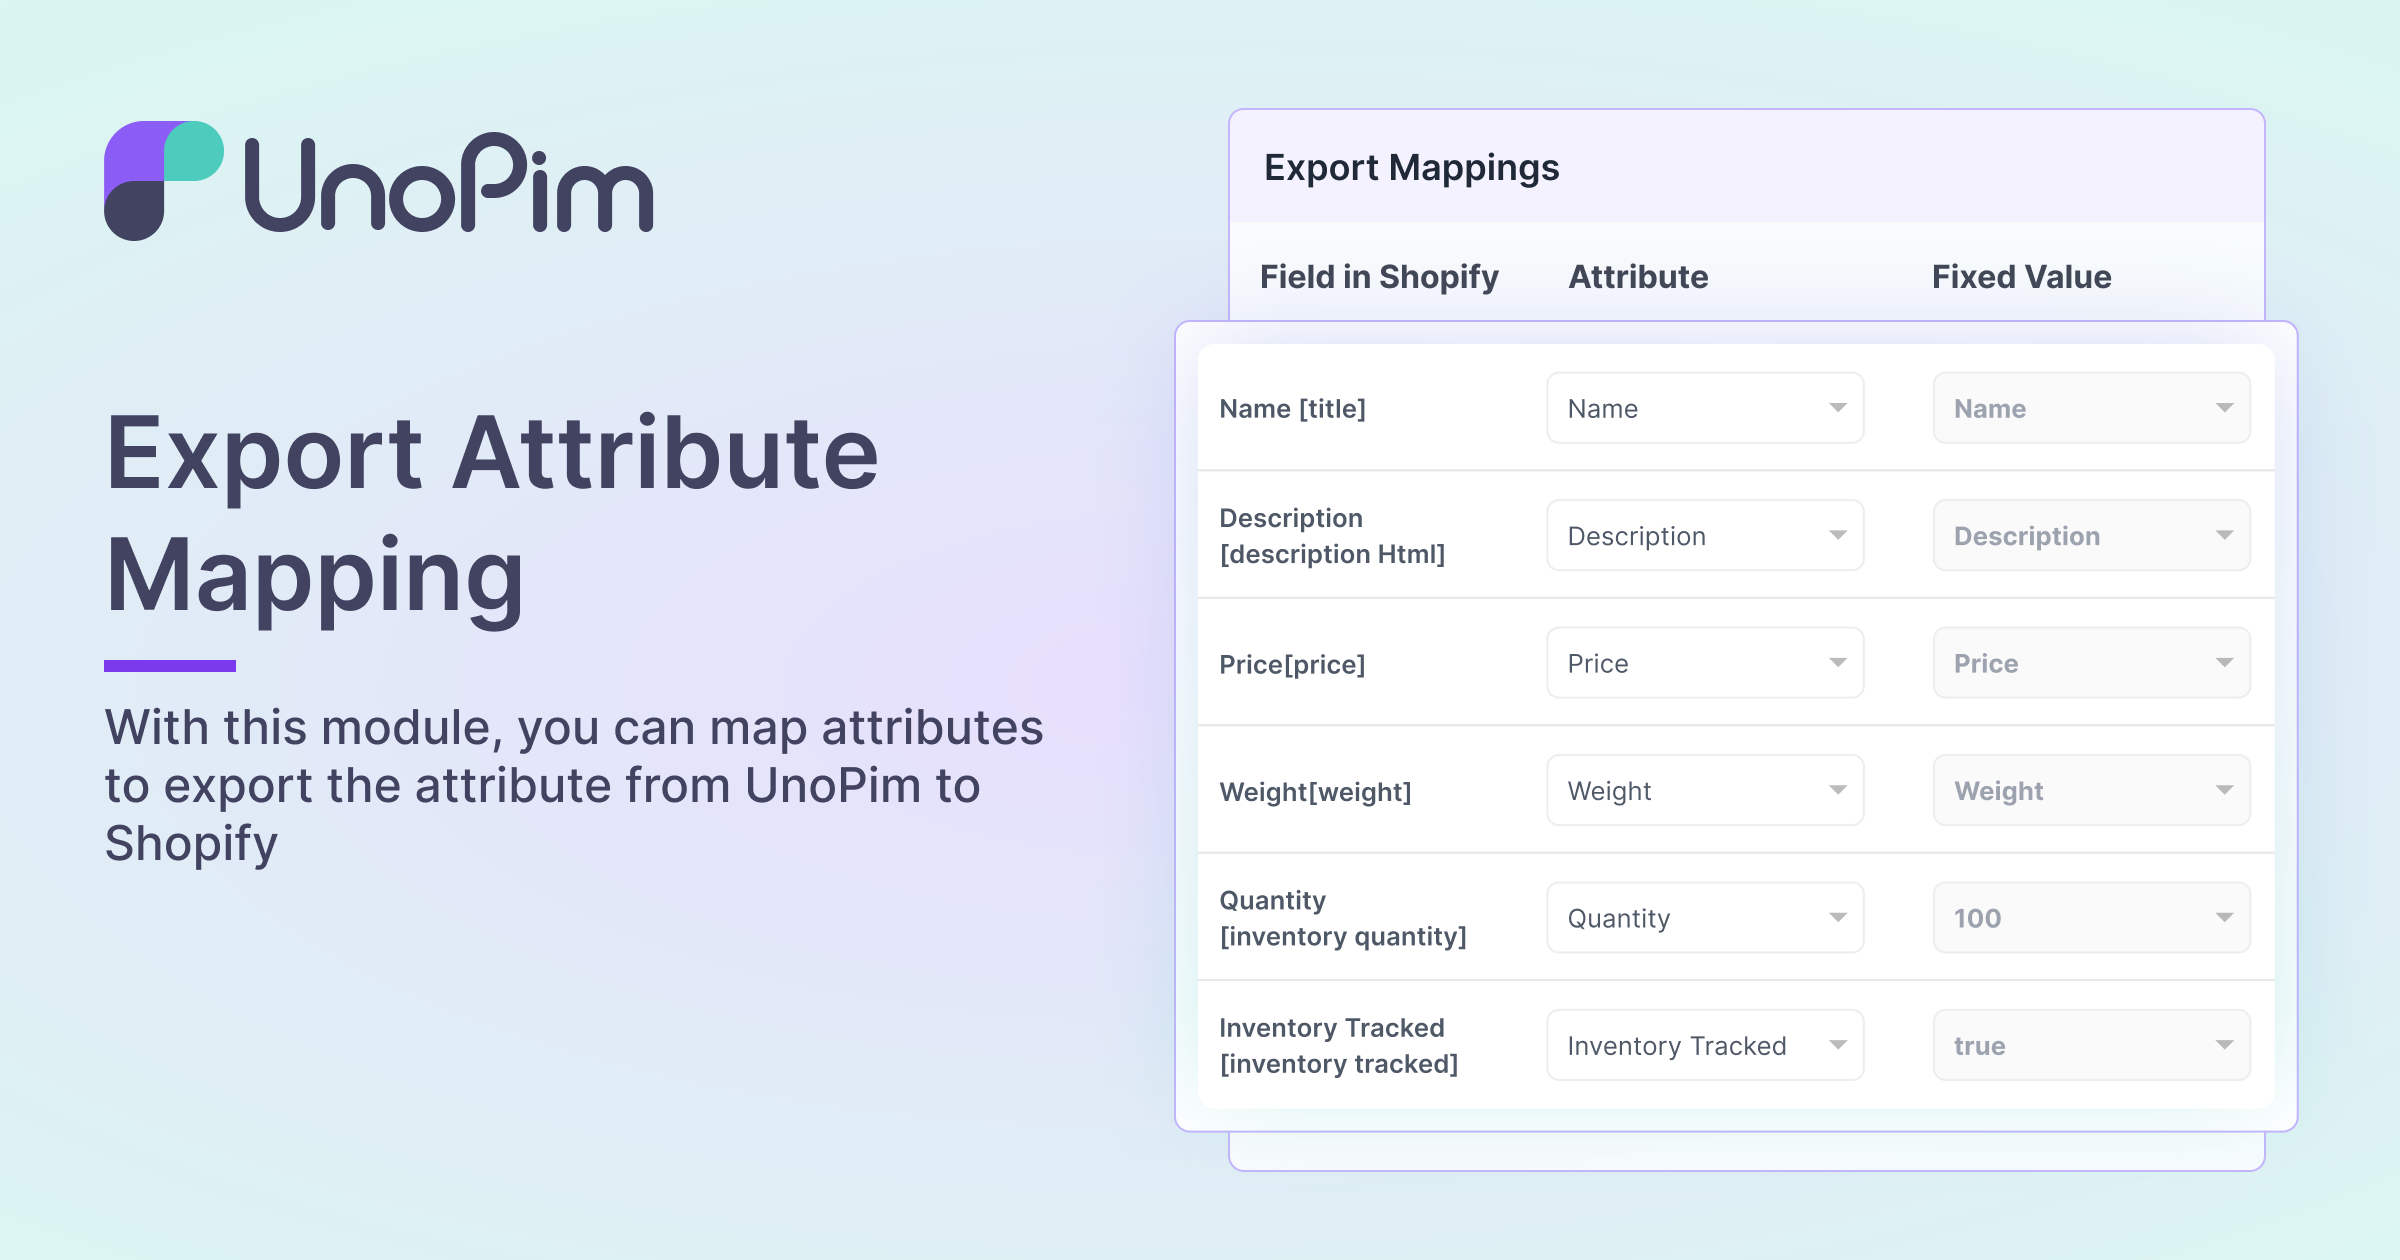 UnoPim
Export Attribute
Mapping
With this module, you can map attributes
to export the attribute from UnoPim to
Shopify
Export Mappings
Field in Shopify Attribute Fixed Value
Name [title] Name Name
Description
[description Html] Description Description
Price[price] Price Price
Weight[weight] Weight Weight
Quantity
[inventory quantity] Quantity 100
Inventory Tracked
[inventory tracked] Inventory Tracked true